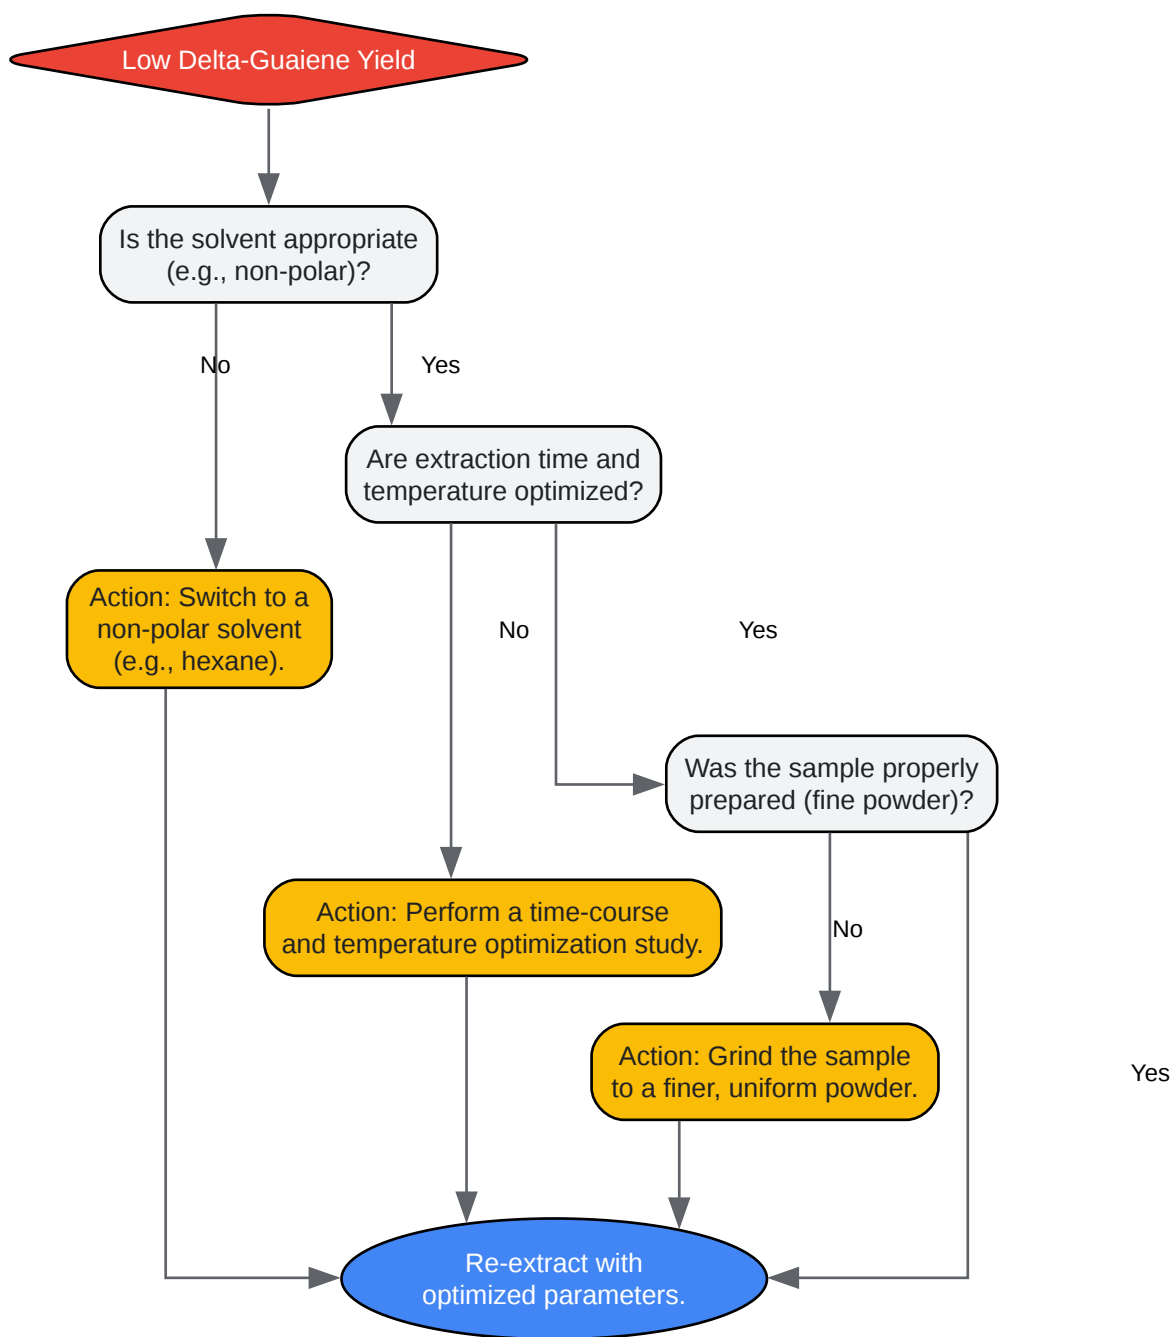 Low Delta-Guaiene Yield
Is the solvent appropriate
(e.g., non-polar)?
No
Yes
Are extraction time and
temperature optimized?
Action: Switch to a
non-polar solvent
(e.g., hexane).
No
Yes
Was the sample properly
prepared (fine powder)?
Action: Perform a time-course
and temperature optimization study.
No
Action: Grind the sample
to a finer, uniform powder.
Yes
Re-extract with
optimized parameters.